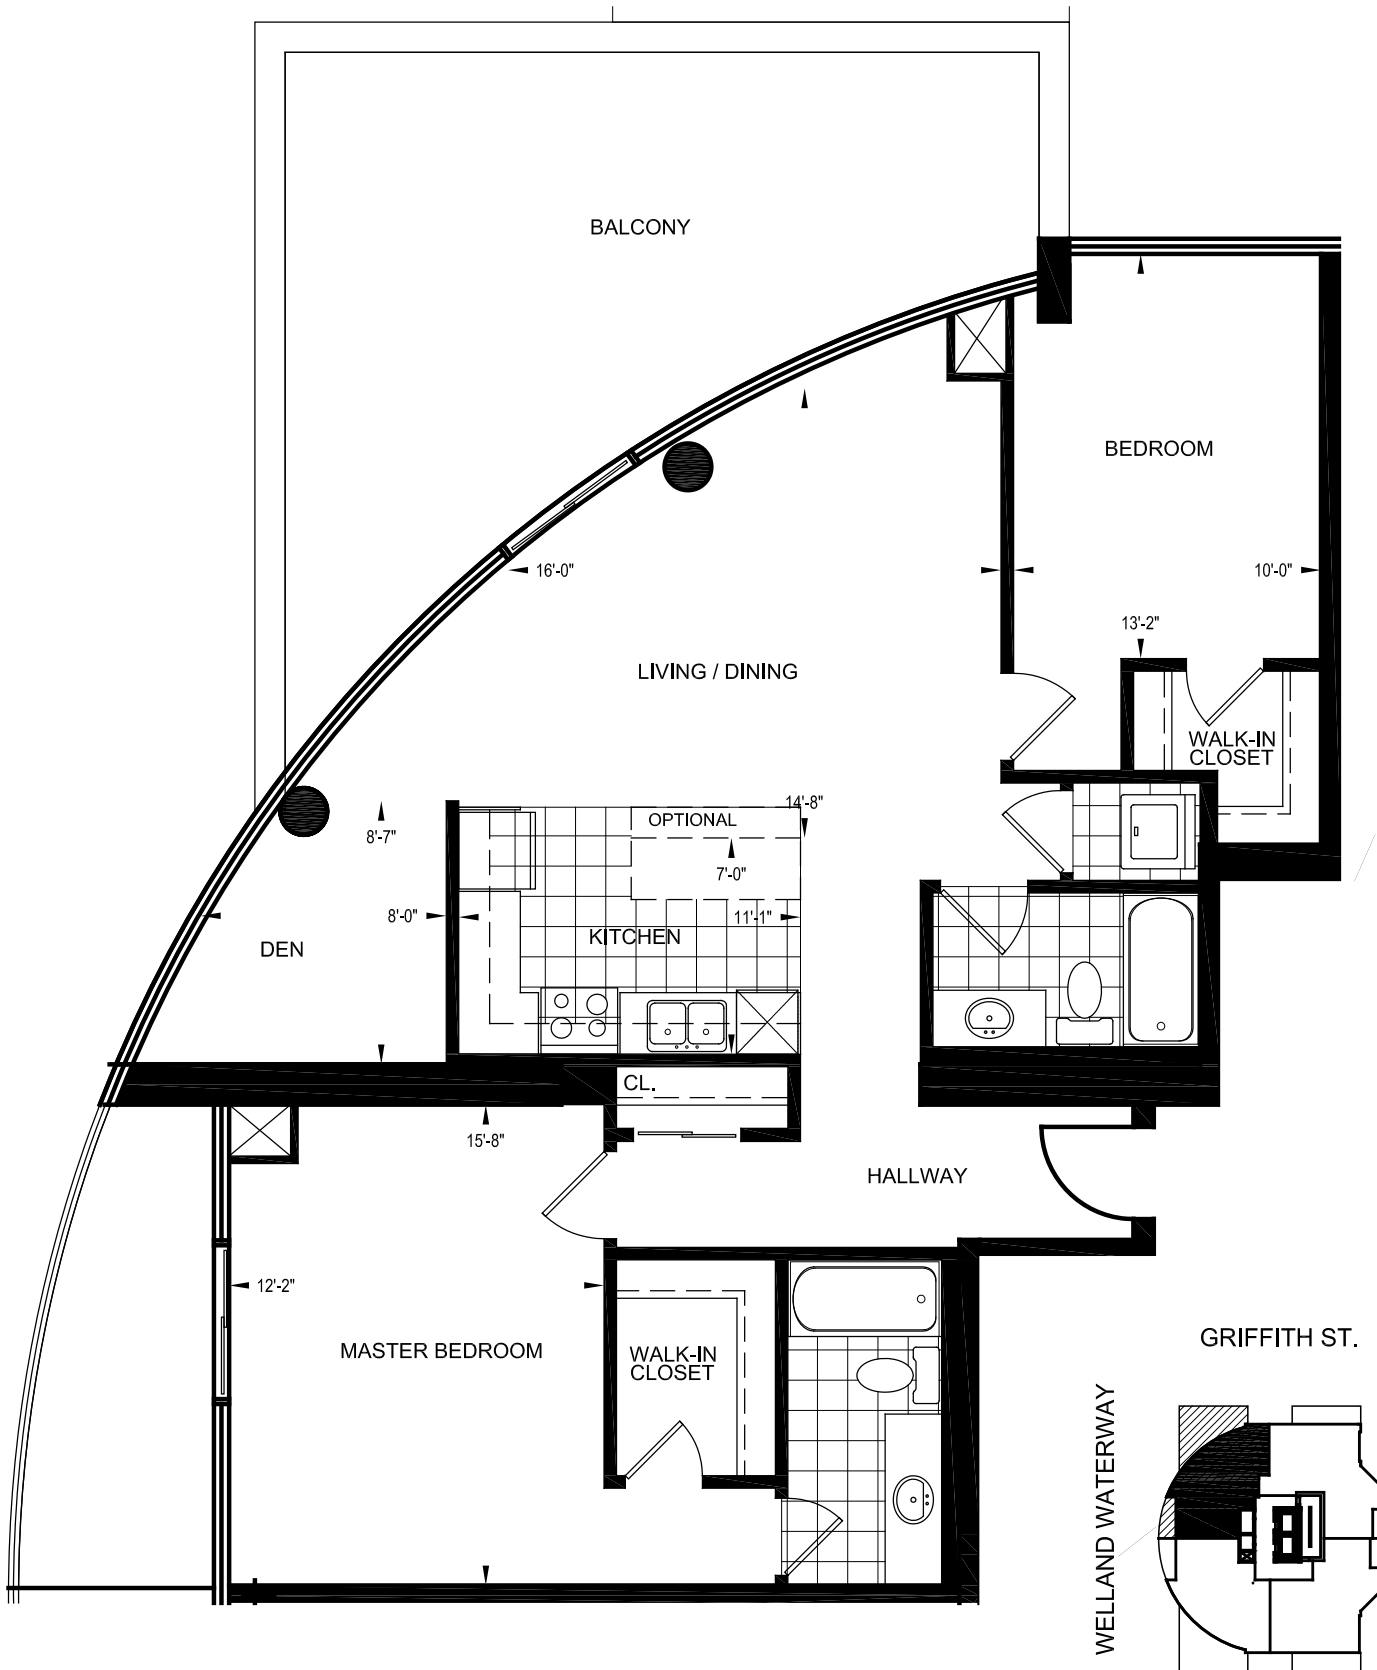 BALCONY
BEDROOM
16'-0"
10'-0"
13'-2"
LIVING / DINING
WALK-IN
CLOSET
OPTIONAL
14'-8"
8'-7"
7'-0"
8'-0"
11'-1"
KITCHEN
DEN
CL.
15'-8"
HALLWAY
12'-2"
MASTER BEDROOM
WALK-IN
CLOSET
GRIFFITH ST.
WELLAND WATERWAY